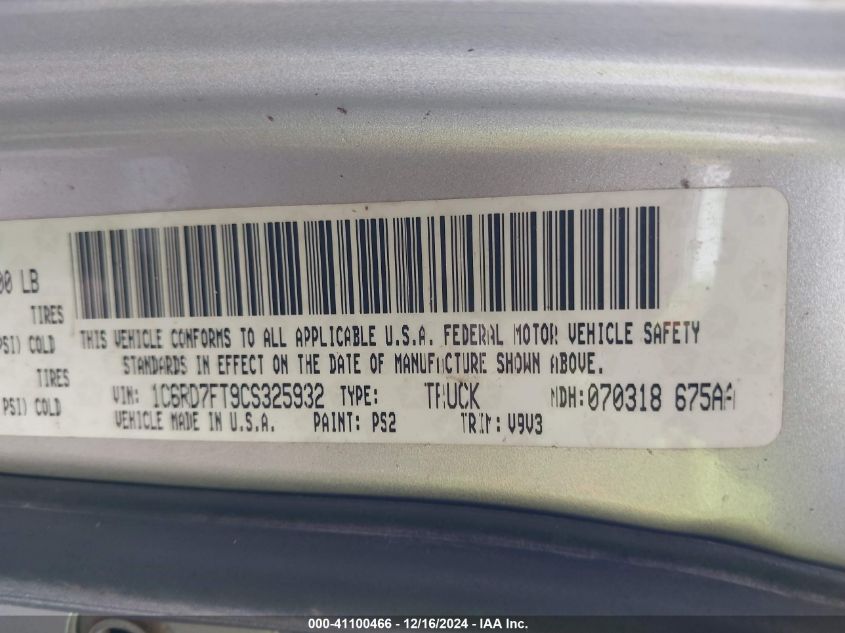 00 LB
TIRES
PSI) COLD
TIRES
PSI) COLD
THIS VEHICLE CONFORMS TO ALL APPLICABLE U.S.A. FEDERAL MOTOR VEHICLE SAFETY
STANDARDS IN EFFECT ON THE DATE OF MANUFACTURE SHOWN ABOVE.
VIN: 1C6RD7FT9CS325932 TYPE: TRUCK MDH: 070318 675AA
VEHICLE MADE IN U.S.A. PAINT: PS2 TRIM: V9V3
000-41100466 - 12/16/2024 - IAA Inc.